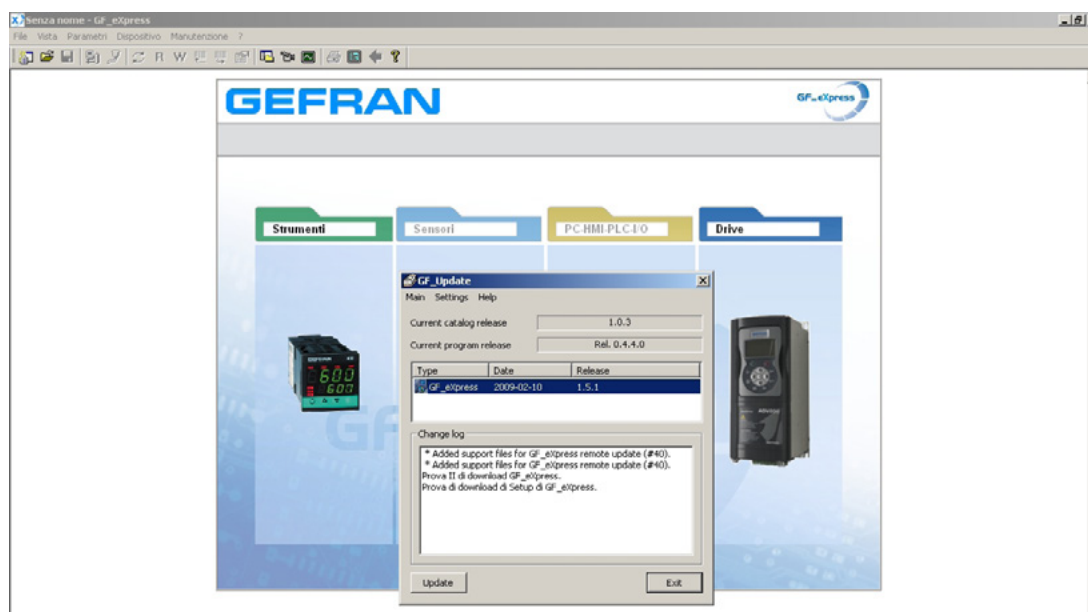 Senza nome - GF_eXpress
File Vista Parametri Dispositivo Manutenzione ?
R W
GEFRAN
GF_eXpress
Strumenti
Sensori
PC-HMI-PLC-I/O
Drive
GF_Update
Main Settings Help
Current catalog release 1.0.3
Current program release Rel. 0.4.4.0
Type Date Release
GF_eXpress 2009-02-10 1.5.1
Change log
* Added support files for GF_eXpress remote update (#40).
* Added support files for GF_eXpress remote update (#40).
Prova II di download GF_eXpress.
Prova di download di Setup di GF_eXpress.
Update Exit
GEFRAN
600
600
GF